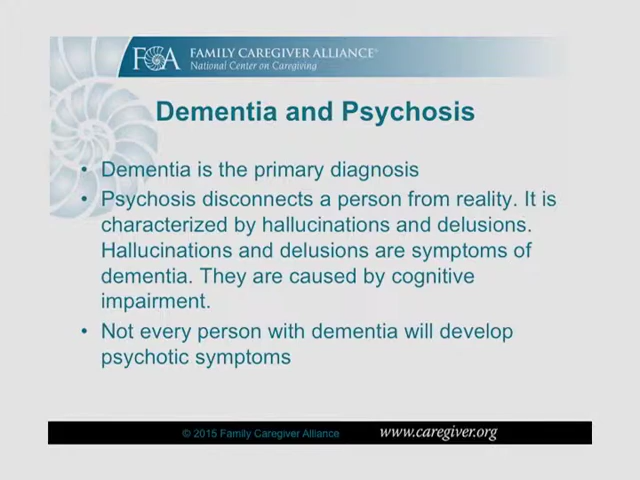 FCA FAMILY CAREGIVER ALLIANCE®
National Center on Caregiving
Dementia and Psychosis
• Dementia is the primary diagnosis
• Psychosis disconnects a person from reality. It is
characterized by hallucinations and delusions.
Hallucinations and delusions are symptoms of
dementia. They are caused by cognitive
impairment.
• Not every person with dementia will develop
psychotic symptoms
© 2015 Family Caregiver Alliance www.caregiver.org